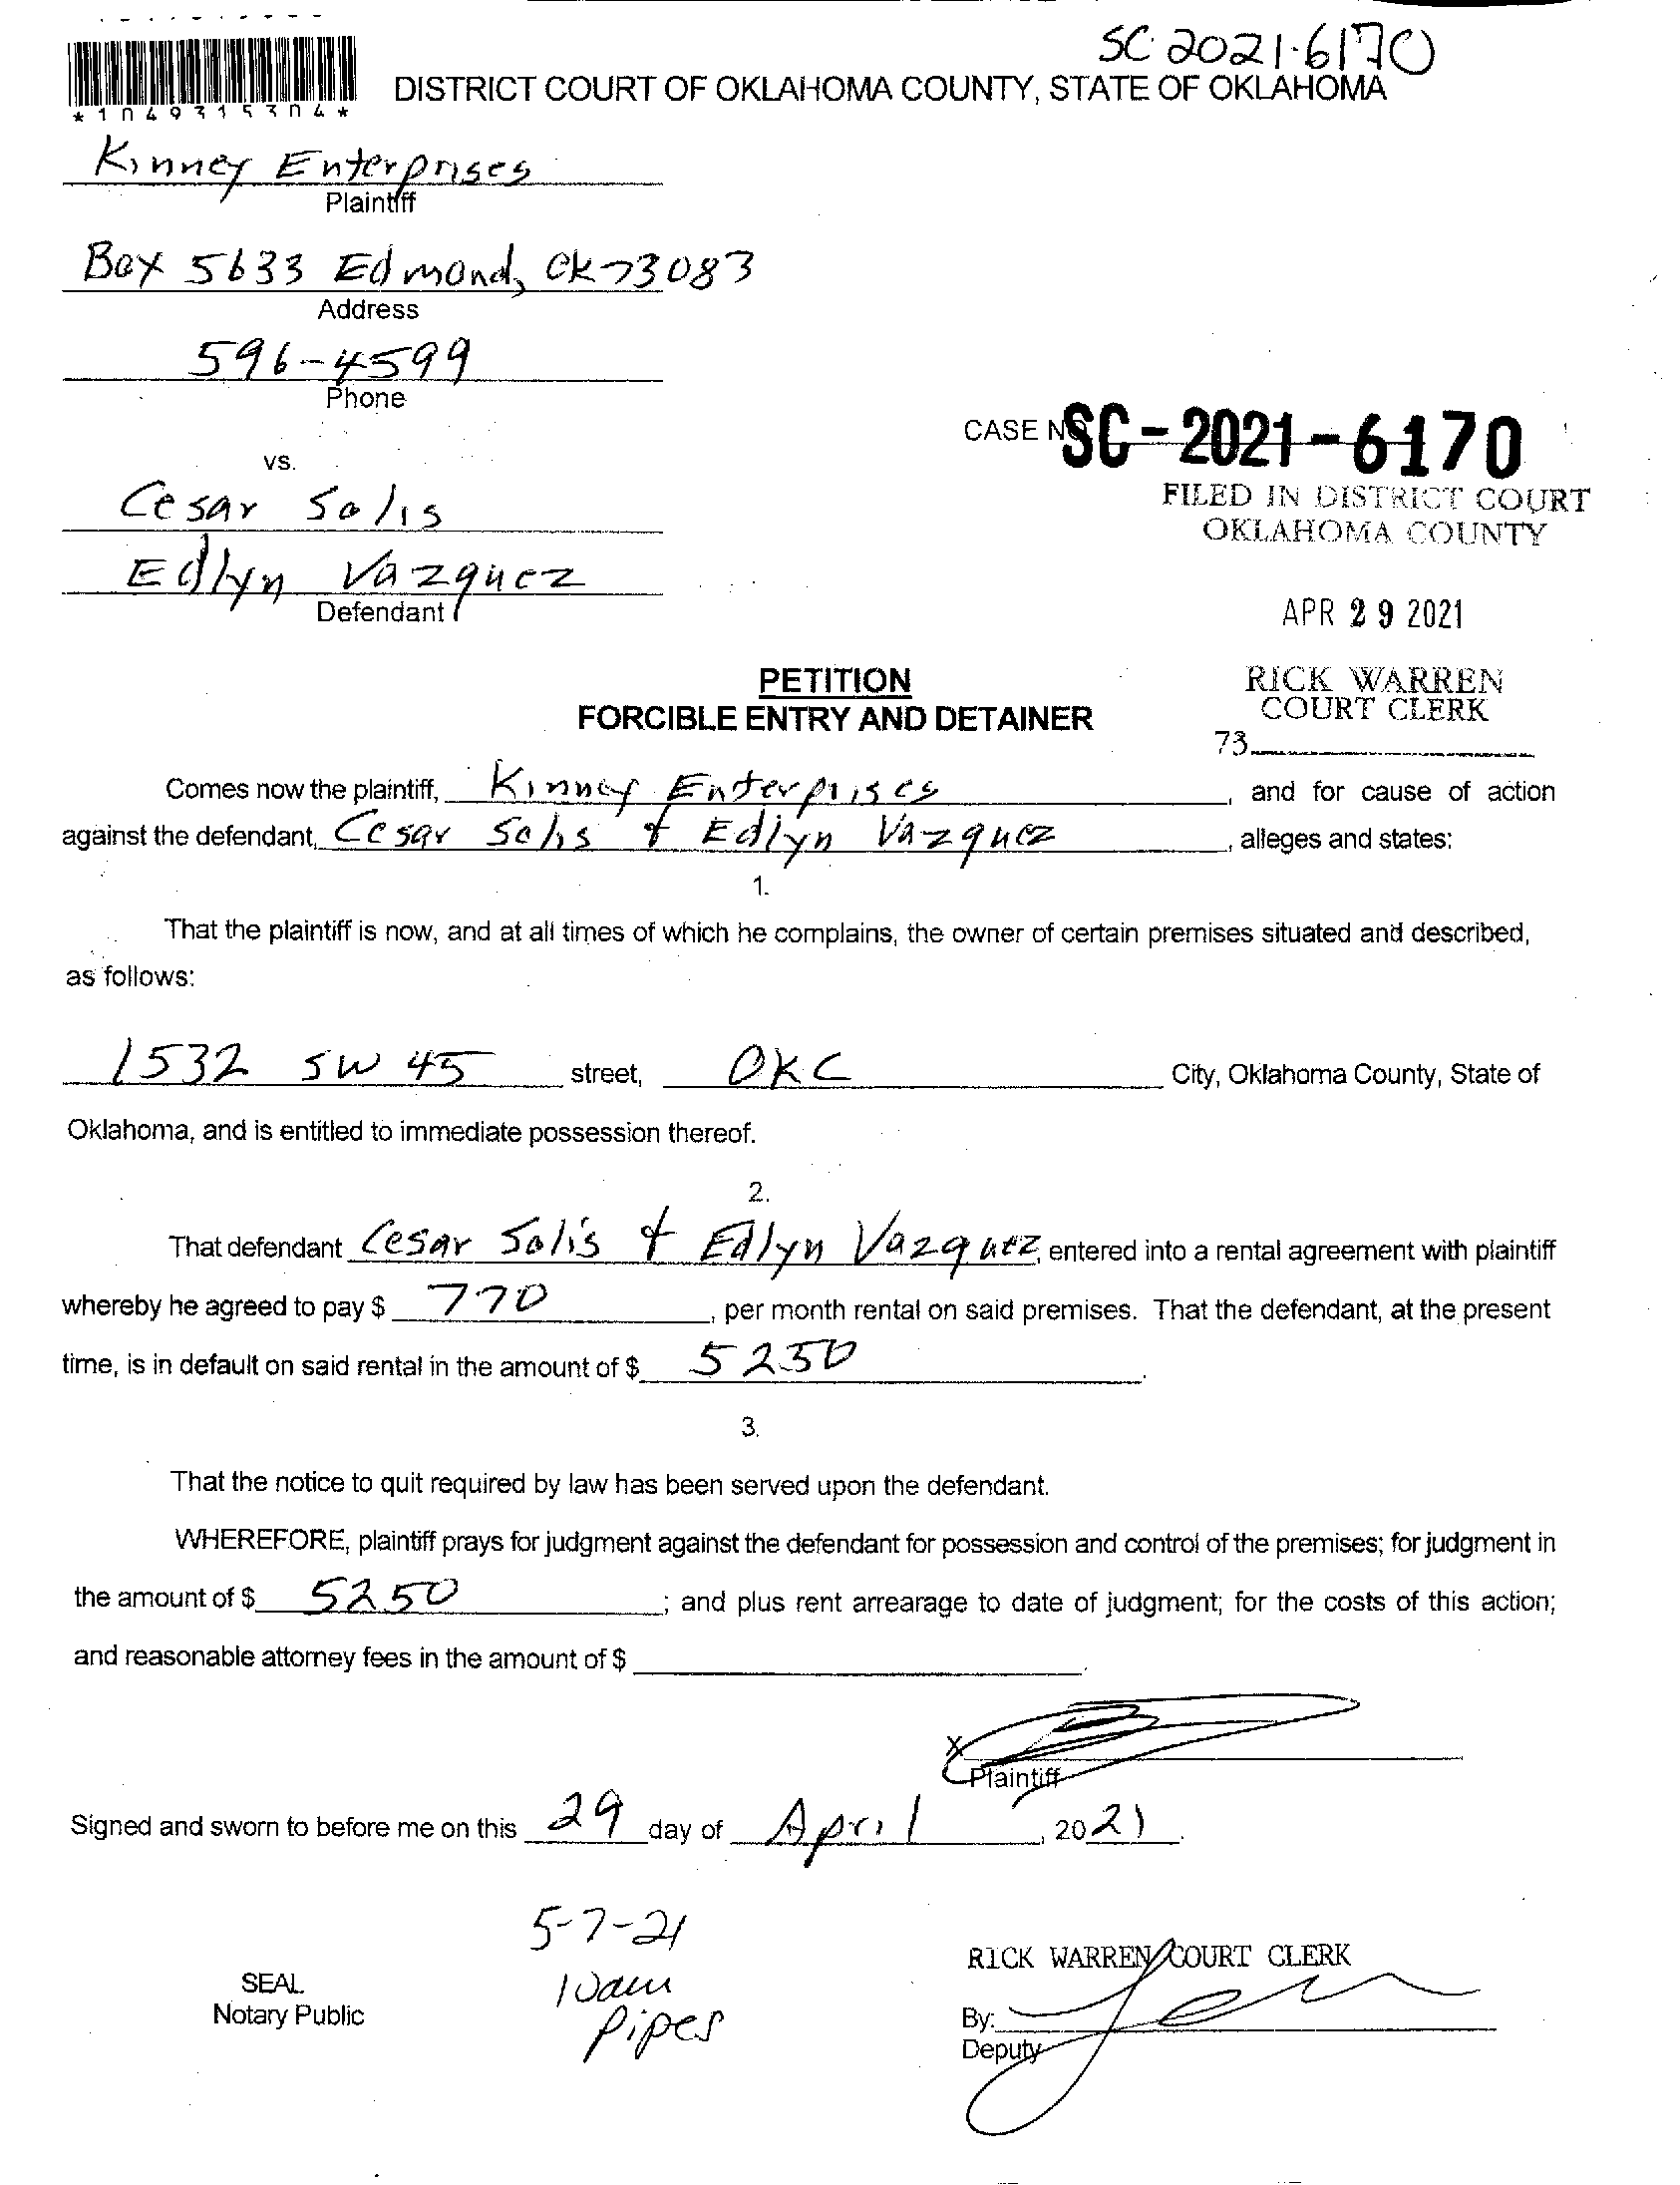 SC 2021-6170
*1049315304*
DISTRICT COURT OF OKLAHOMA COUNTY, STATE OF OKLAHOMA
Kinney Enterprises
Plaintiff
Box 5633 Edmond, OK 73083
Address
596-4599
Phone
CASE NO. SC-2021-6170
vs.
FILED IN DISTRICT COURT
OKLAHOMA COUNTY
Cesar Solis
Edlyn Vazquez
Defendant
APR 29 2021
PETITION
FORCIBLE ENTRY AND DETAINER
RICK WARREN
COURT CLERK
73
Comes now the plaintiff, Kinney Enterprises, and for cause of action
against the defendant, Cesar Solis & Edlyn Vazquez, alleges and states:
1.
That the plaintiff is now, and at all times of which he complains, the owner of certain premises situated and described,
as follows:
1532 SW 45 street, OKC City, Oklahoma County, State of
Oklahoma, and is entitled to immediate possession thereof.
2.
That defendant Cesar Solis & Edlyn Vazquez, entered into a rental agreement with plaintiff
whereby he agreed to pay $ 770, per month rental on said premises. That the defendant, at the present
time, is in default on said rental in the amount of $ 5250.
3.
That the notice to quit required by law has been served upon the defendant.
WHEREFORE, plaintiff prays for judgment against the defendant for possession and control of the premises; for judgment in
the amount of $ 5250; and plus rent arrearage to date of judgment; for the costs of this action;
and reasonable attorney fees in the amount of $
X
Plaintiff
Signed and sworn to before me on this 29 day of April, 2021.
5-7-21
10am
Pipes
SEAL
Notary Public
RICK WARREN COURT CLERK
By:
Deputy